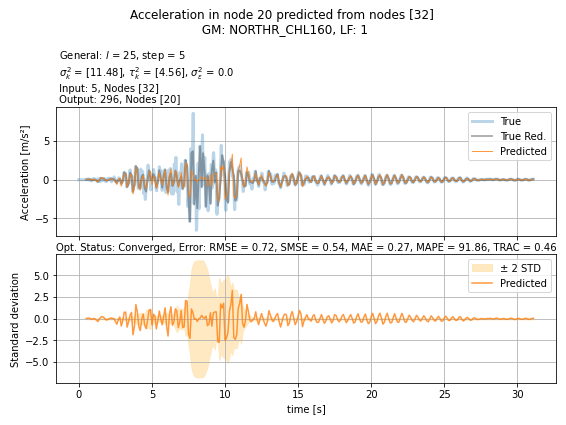 Acceleration in node 20 predicted from nodes [32]
GM: NORTHR_CHL160, LF: 1
General: l = 25, step = 5
σ²ₖ = [11.48], τ²ₖ = [4.56], σ²_ε = 0.0
Input: 5, Nodes [32]
Output: 296, Nodes [20]
True
True Red.
Predicted
Acceleration [m/s²]
5
0
−5
Opt. Status: Converged, Error: RMSE = 0.72, SMSE = 0.54, MAE = 0.27, MAPE = 91.86, TRAC = 0.46
± 2 STD
Predicted
Standard deviation
5.0
2.5
0.0
−2.5
−5.0
0 5 10 15 20 25 30
time [s]